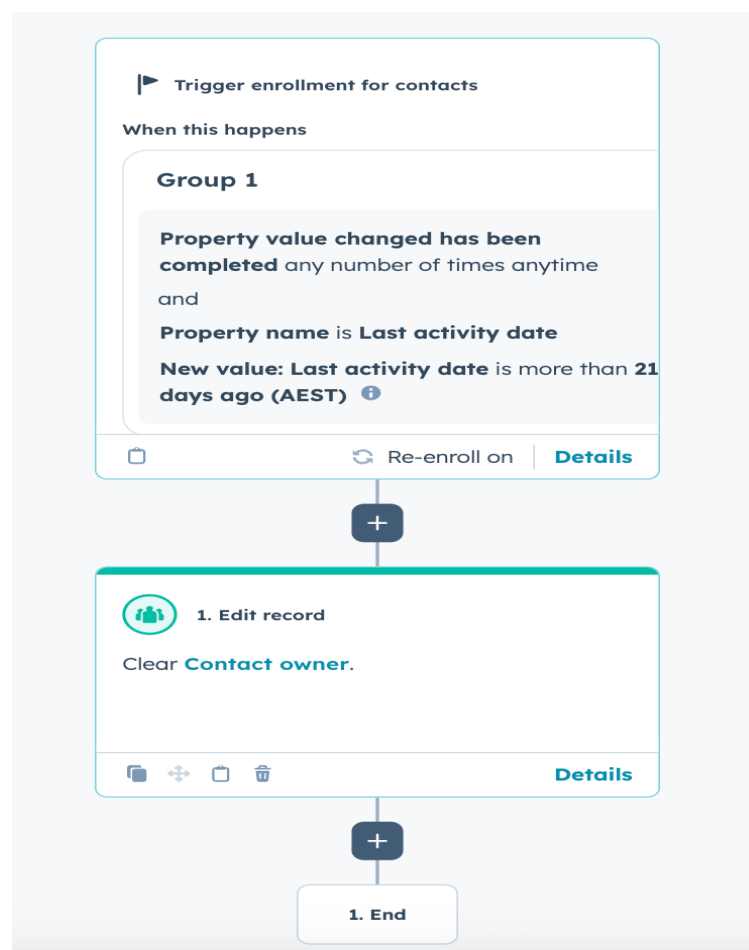 Trigger enrollment for contacts
When this happens
Group 1
Property value changed has been
completed any number of times anytime
and
Property name is Last activity date
New value: Last activity date is more than 21
days ago (AEST)
Re-enroll on Details
1. Edit record
Clear Contact owner.
Details
1. End